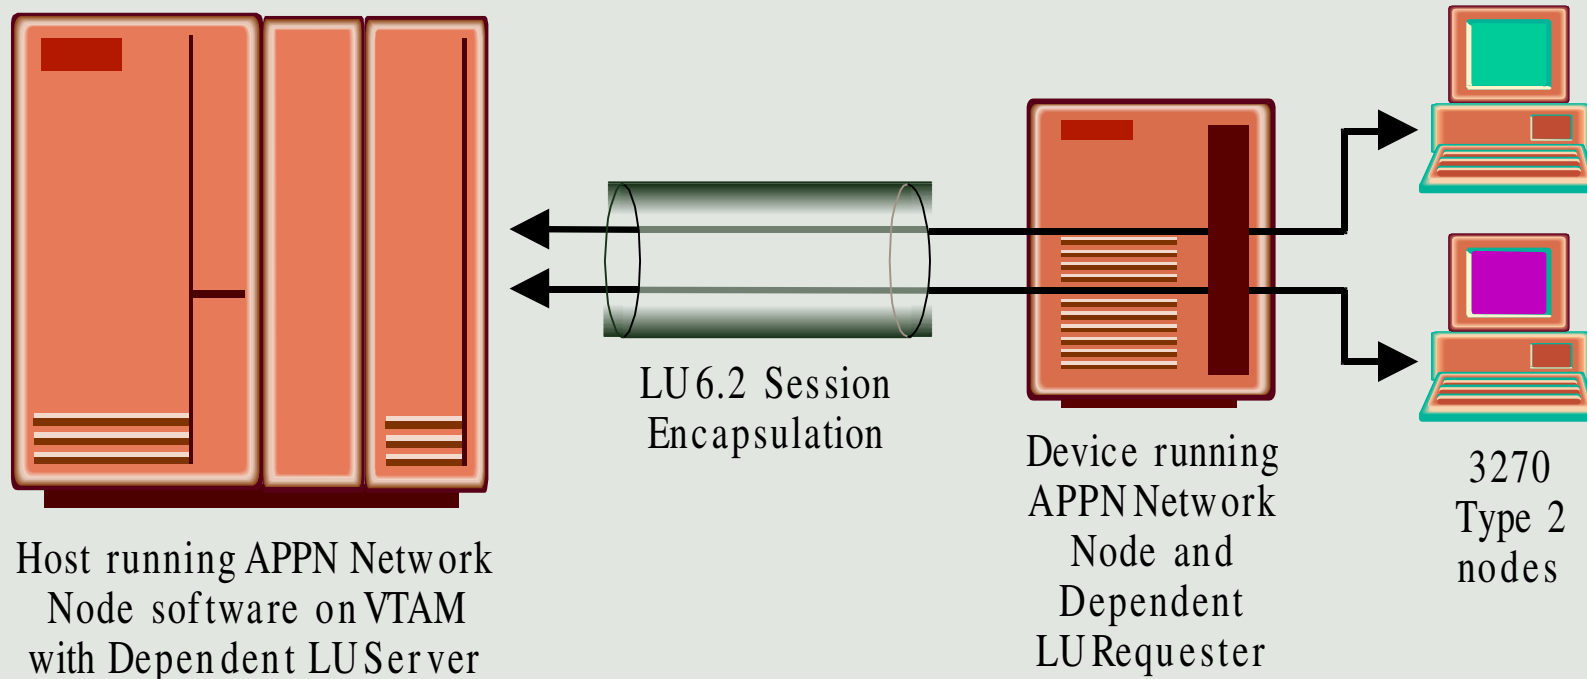 LU6.2 Session
Encapsulation
Host running APPN Network
Node software on VTAM
with Dependent LU Server
Device running
APPN Network
Node and
Dependent
LU Requester
3270
Type 2
nodes